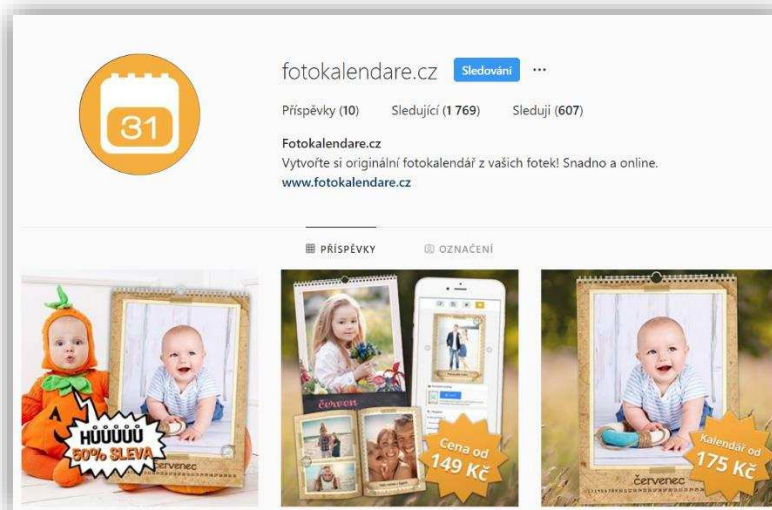 31
fotokalendare.cz Sledování ...
Příspěvky (10) Sledující (1 769) Sleduji (607)
Fotokalendare.cz
Vytvořte si originální fotokalendář z vašich fotek! Snadno a online.
www.fotokalendare.cz
PŘÍSPĚVKY OZNAČENÍ
A
HŮŮŮŮŮ
50% SLEVA
červenec
červen
Cena od
149 Kč
Kalendář od
175 Kč
červenec